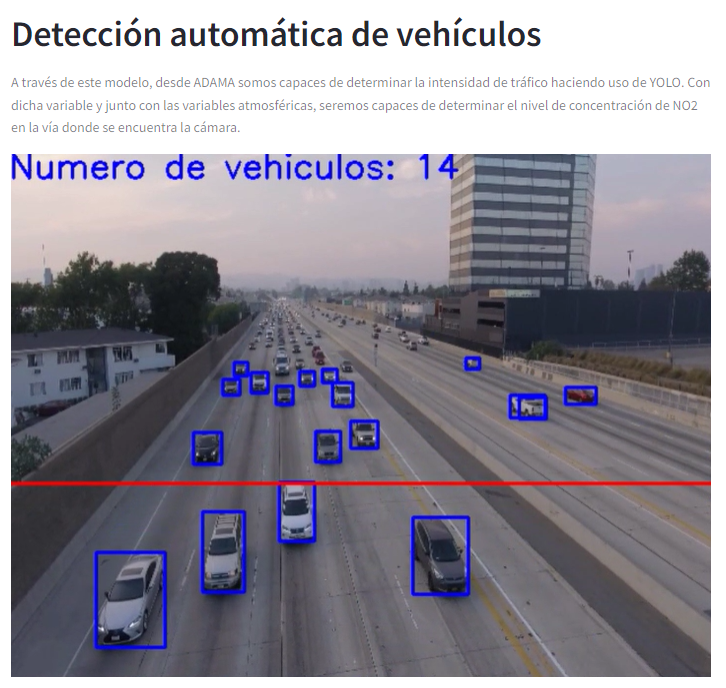 Detección automática de vehículos
A través de este modelo, desde ADAMA somos capaces de determinar la intensidad de tráfico haciendo uso de YOLO. Con
dicha variable y junto con las variables atmosféricas, seremos capaces de determinar el nivel de concentración de NO2
en la vía donde se encuentra la cámara.
Numero de vehiculos: 14